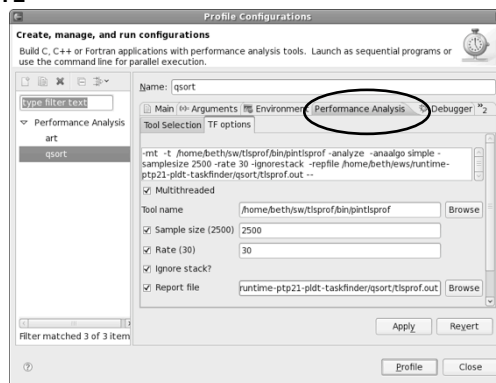 Profile Configurations
Create, manage, and run configurations
Build C, C++ or Fortran applications with performance analysis tools. Launch as sequential programs or
use the command line for parallel execution.
type filter text
Performance Analysis
art
qsort
Filter matched 3 of 3 item
Name: qsort
Main Arguments Environment Performance Analysis Debugger "2
Tool Selection TF options
-mt -t /home/beth/sw/tlsprof/bin/pintlsprof -analyze -anaalgo simple -
samplesize 2500 -rate 30 -ignorestack -repfile /home/beth/ews/runtime-
ptp21-pldt-taskfinder/qsort/tlsprof.out --
Multithreaded
Tool name /home/beth/sw/tlsprof/bin/pintlsprof Browse
Sample size (2500) 2500
Rate (30) 30
Ignore stack?
Report file runtime-ptp21-pldt-taskfinder/qsort/tlsprof.out Browse
Apply Revert
Profile Close